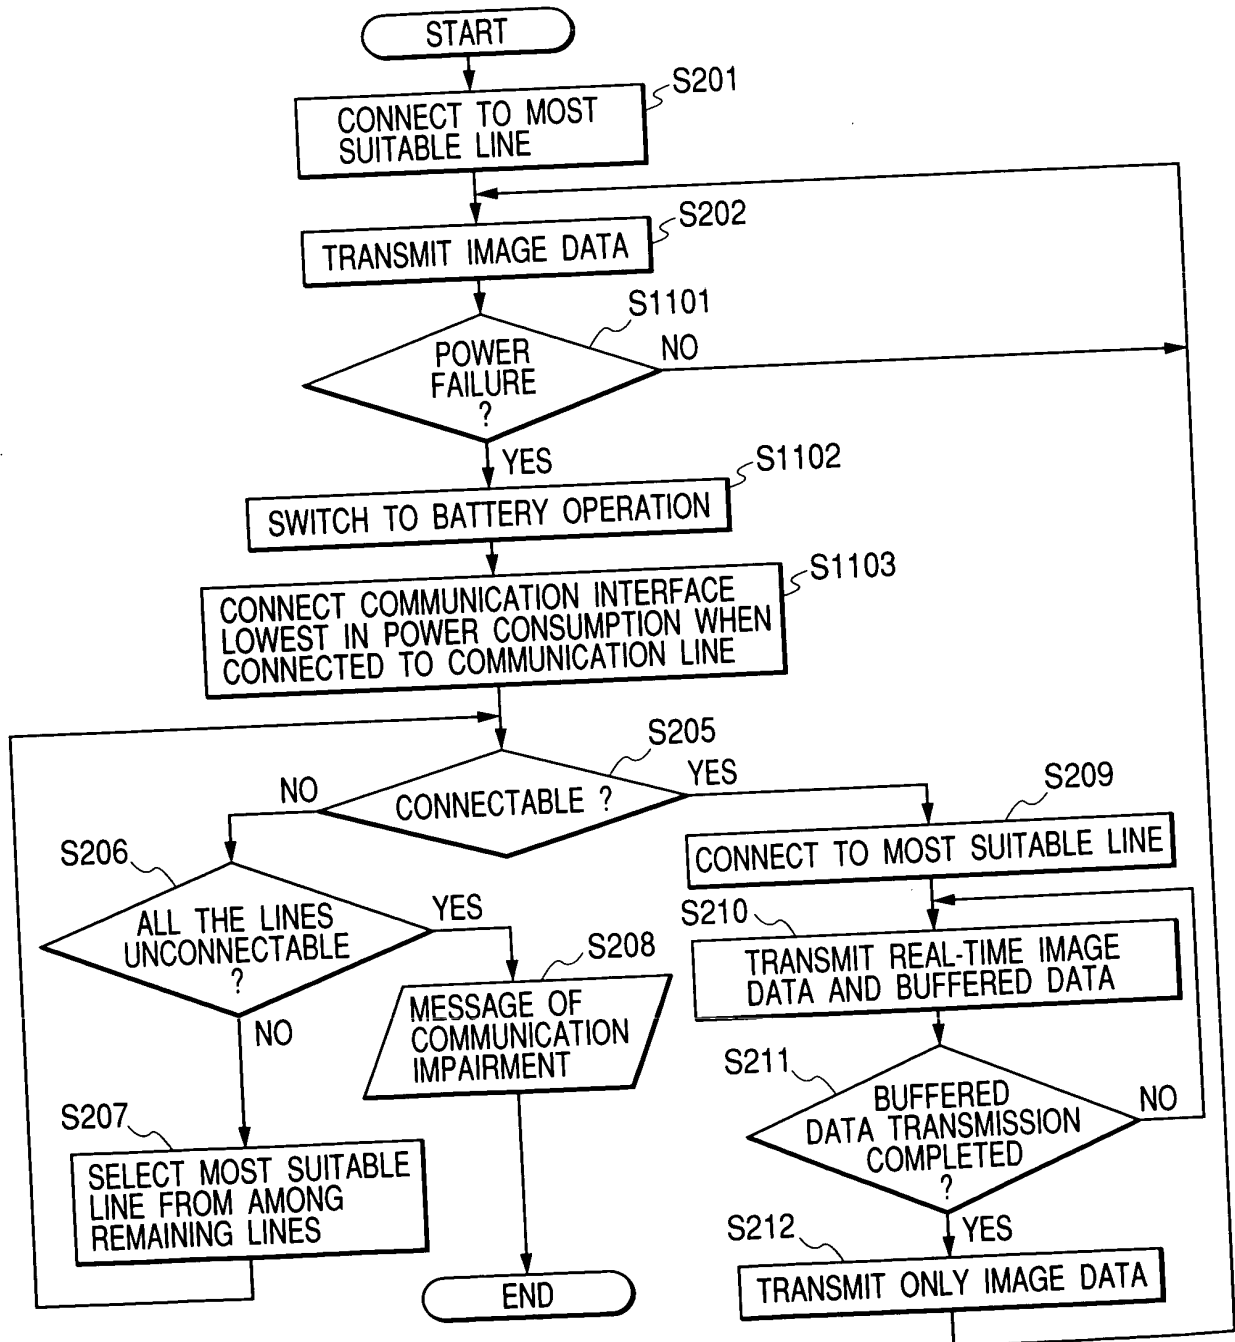 START
S201
CONNECT TO MOST
SUITABLE LINE
S202
TRANSMIT IMAGE DATA
S1101
POWER
FAILURE
?
NO
YES
S1102
SWITCH TO BATTERY OPERATION
S1103
CONNECT COMMUNICATION INTERFACE
LOWEST IN POWER CONSUMPTION WHEN
CONNECTED TO COMMUNICATION LINE
S205
CONNECTABLE ?
NO
YES
S209
CONNECT TO MOST SUITABLE LINE
S206
ALL THE LINES
UNCONNECTABLE
?
YES
NO
S208
MESSAGE OF
COMMUNICATION
IMPAIRMENT
S210
TRANSMIT REAL-TIME IMAGE
DATA AND BUFFERED DATA
S211
BUFFERED
DATA TRANSMISSION
COMPLETED
?
NO
YES
S207
SELECT MOST SUITABLE
LINE FROM AMONG
REMAINING LINES
S212
TRANSMIT ONLY IMAGE DATA
END